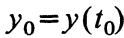 y₀ = y(t₀)